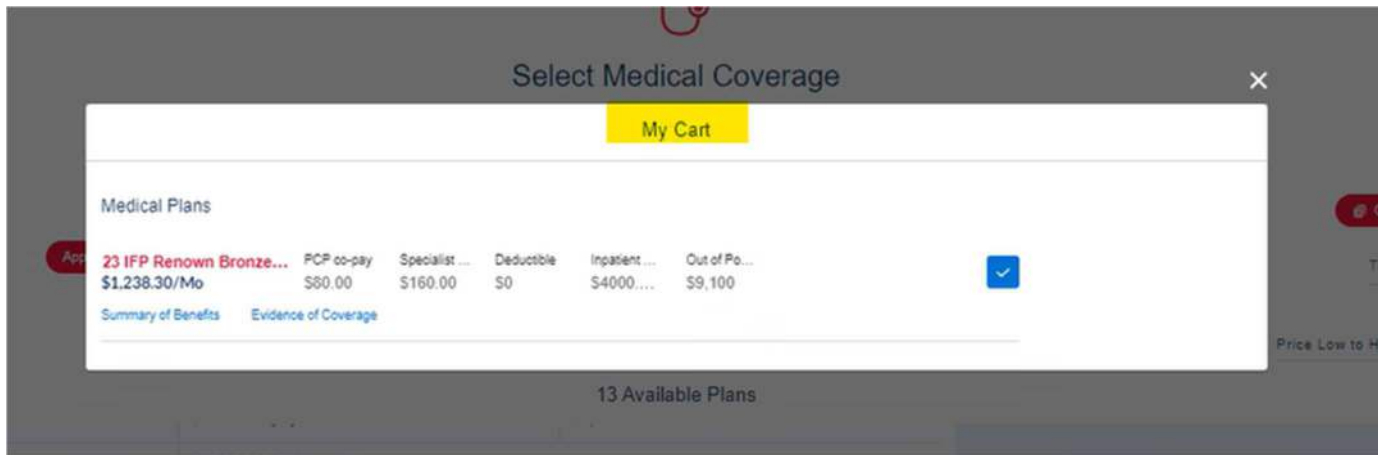 Select Medical Coverage
My Cart
Medical Plans
23 IFP Renown Bronze... PCP co-pay Specialist ... Deductible Inpatient ... Out of Po...
$1,238.30/Mo $80.00 $160.00 $0 $4000.... $9,100
Summary of Benefits Evidence of Coverage
App
Price Low to H
13 Available Plans